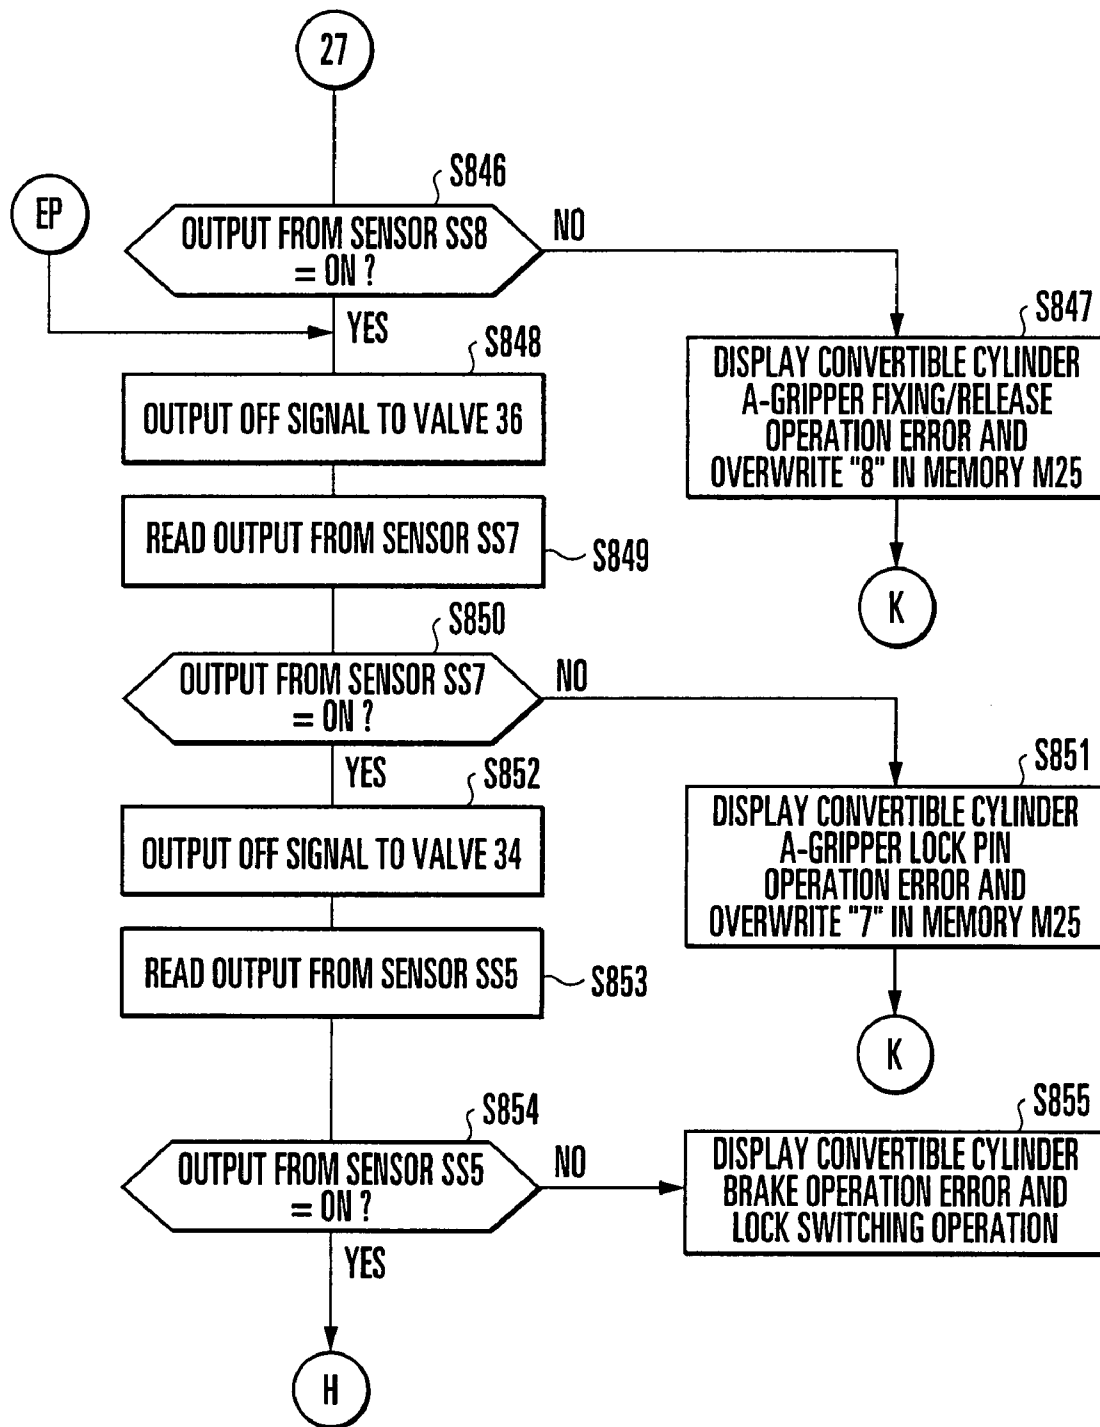 27
S846
EP
OUTPUT FROM SENSOR SS8
= ON ?
NO
YES
S847
DISPLAY CONVERTIBLE CYLINDER
A-GRIPPER FIXING/RELEASE
OPERATION ERROR AND
OVERWRITE "8" IN MEMORY M25
K
S848
OUTPUT OFF SIGNAL TO VALVE 36
READ OUTPUT FROM SENSOR SS7
S849
S850
OUTPUT FROM SENSOR SS7
= ON ?
NO
YES
S851
DISPLAY CONVERTIBLE CYLINDER
A-GRIPPER LOCK PIN
OPERATION ERROR AND
OVERWRITE "7" IN MEMORY M25
K
S852
OUTPUT OFF SIGNAL TO VALVE 34
READ OUTPUT FROM SENSOR SS5
S853
S854
OUTPUT FROM SENSOR SS5
= ON ?
NO
YES
S855
DISPLAY CONVERTIBLE CYLINDER
BRAKE OPERATION ERROR AND
LOCK SWITCHING OPERATION
H